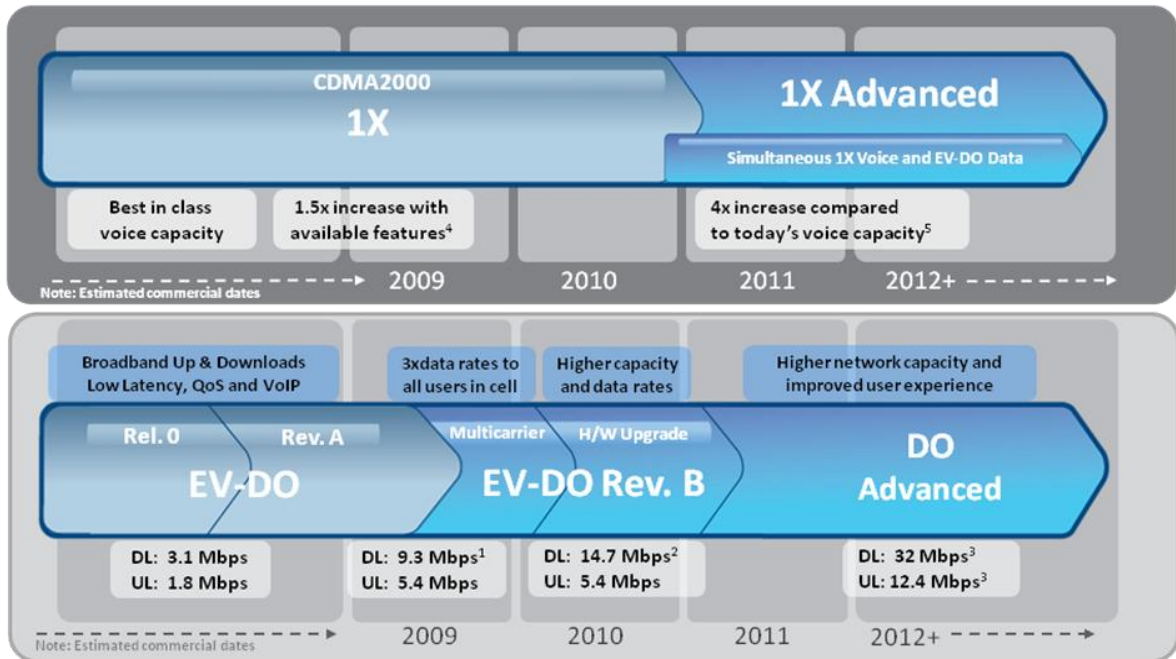 CDMA2000
1X
1X Advanced
Simultaneous 1X Voice and EV-DO Data
Best in class
voice capacity
1.5x increase with
available features⁴
4x increase compared
to today's voice capacity⁵
2009
2010
2011
2012+
Note: Estimated commercial dates
Broadband Up & Downloads
Low Latency, QoS and VoIP
3xdata rates to
all users in cell
Higher capacity
and data rates
Higher network capacity and
improved user experience
Rel. 0
Rev. A
EV-DO
Multicarrier
H/W Upgrade
EV-DO Rev. B
DO
Advanced
DL: 3.1 Mbps
UL: 1.8 Mbps
DL: 9.3 Mbps¹
UL: 5.4 Mbps
DL: 14.7 Mbps²
UL: 5.4 Mbps
DL: 32 Mbps³
UL: 12.4 Mbps³
2009
2010
2011
2012+
Note: Estimated commercial dates